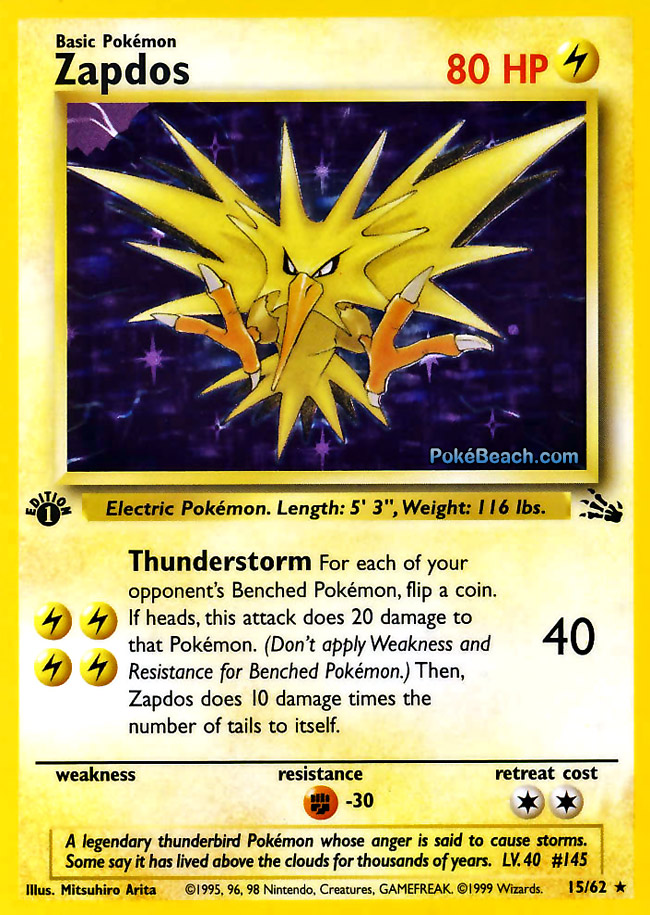 Basic Pokémon
Zapdos
80 HP
PokéBeach.com
EDITION
1
Electric Pokémon. Length: 5' 3", Weight: 116 lbs.
Thunderstorm For each of your
opponent's Benched Pokémon, flip a coin.
If heads, this attack does 20 damage to
that Pokémon. (Don't apply Weakness and
Resistance for Benched Pokémon.) Then,
Zapdos does 10 damage times the
number of tails to itself.
40
weakness resistance retreat cost
-30
A legendary thunderbird Pokémon whose anger is said to cause storms.
Some say it has lived above the clouds for thousands of years. LV. 40 #145
Illus. Mitsuhiro Arita ©1995, 96, 98 Nintendo, Creatures, GAMEFREAK. ©1999 Wizards. 15/62 ★